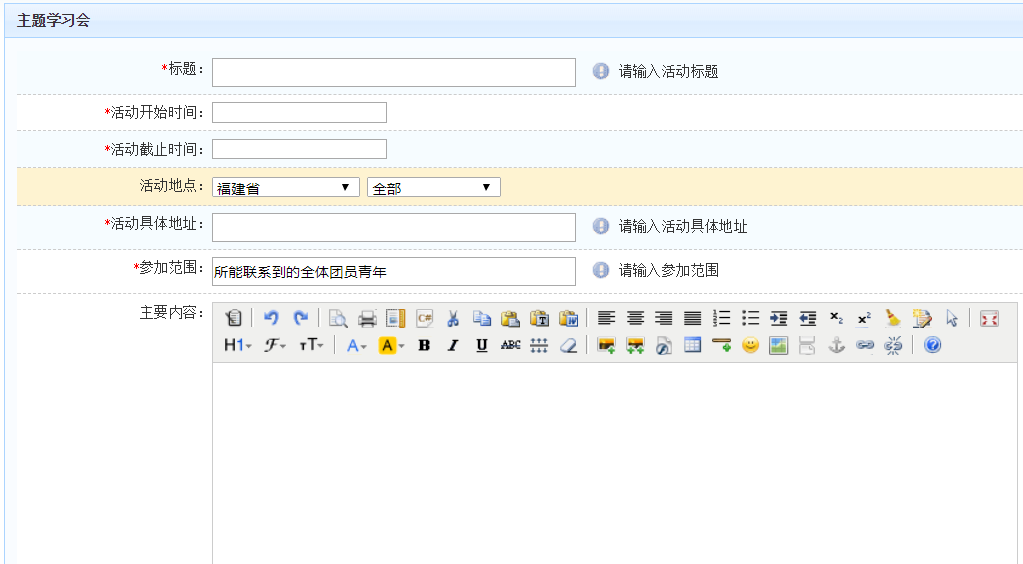 主题学习会
*标题： 请输入活动标题
*活动开始时间：
*活动截止时间：
活动地点： 福建省 全部
*活动具体地址： 请输入活动具体地址
*参加范围： 所能联系到的全体团员青年 请输入参加范围
主要内容：
H1 ℱ тT A A B I U ABC